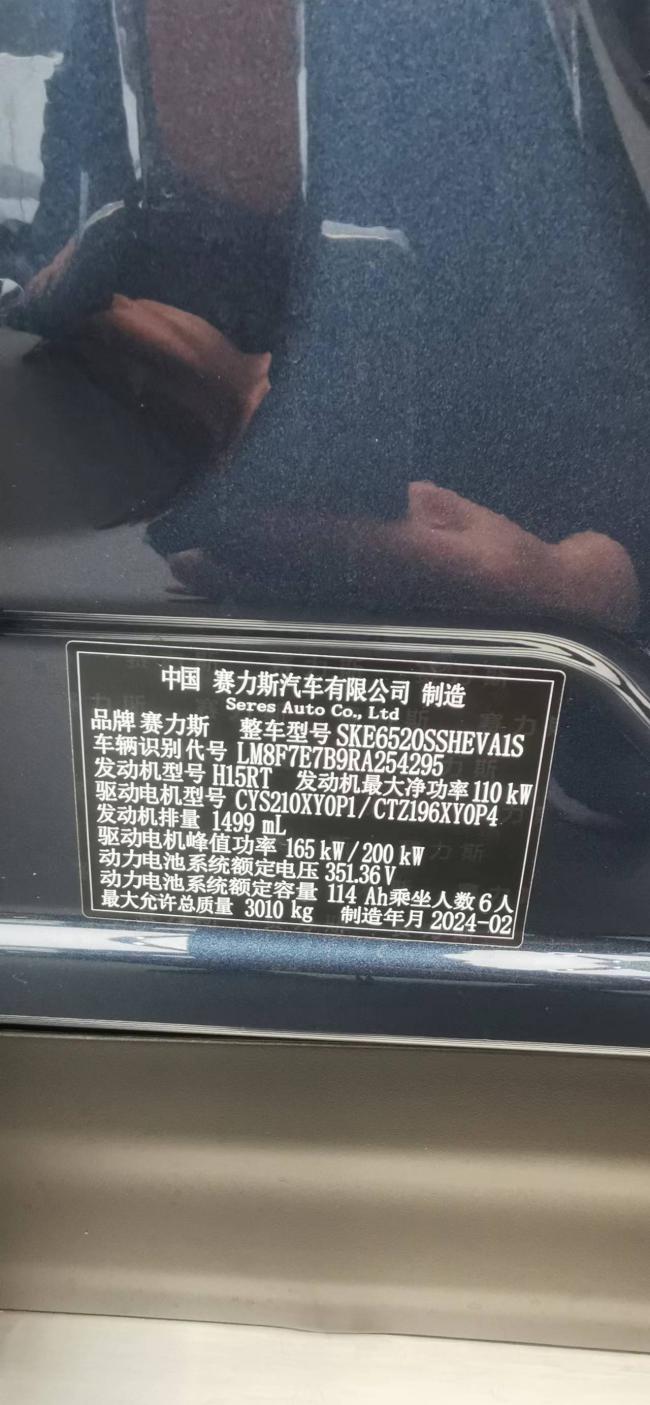 中国 赛力斯汽车有限公司 制造
Seres Auto Co., Ltd
品牌 赛力斯 整车型号 SKE6520SSHEVA1S
车辆识别代号 LM8F7E7B9RA254295
发动机型号 H15RT 发动机最大净功率 110 kW
驱动电机型号 CYS210XY0P1/CTZ196XY0P4
发动机排量 1499 mL
驱动电机峰值功率 165 kW/200 kW
动力电池系统额定电压 351.36 V
动力电池系统额定容量 114 Ah 乘坐人数 6 人
最大允许总质量 3010 kg 制造年月 2024-02